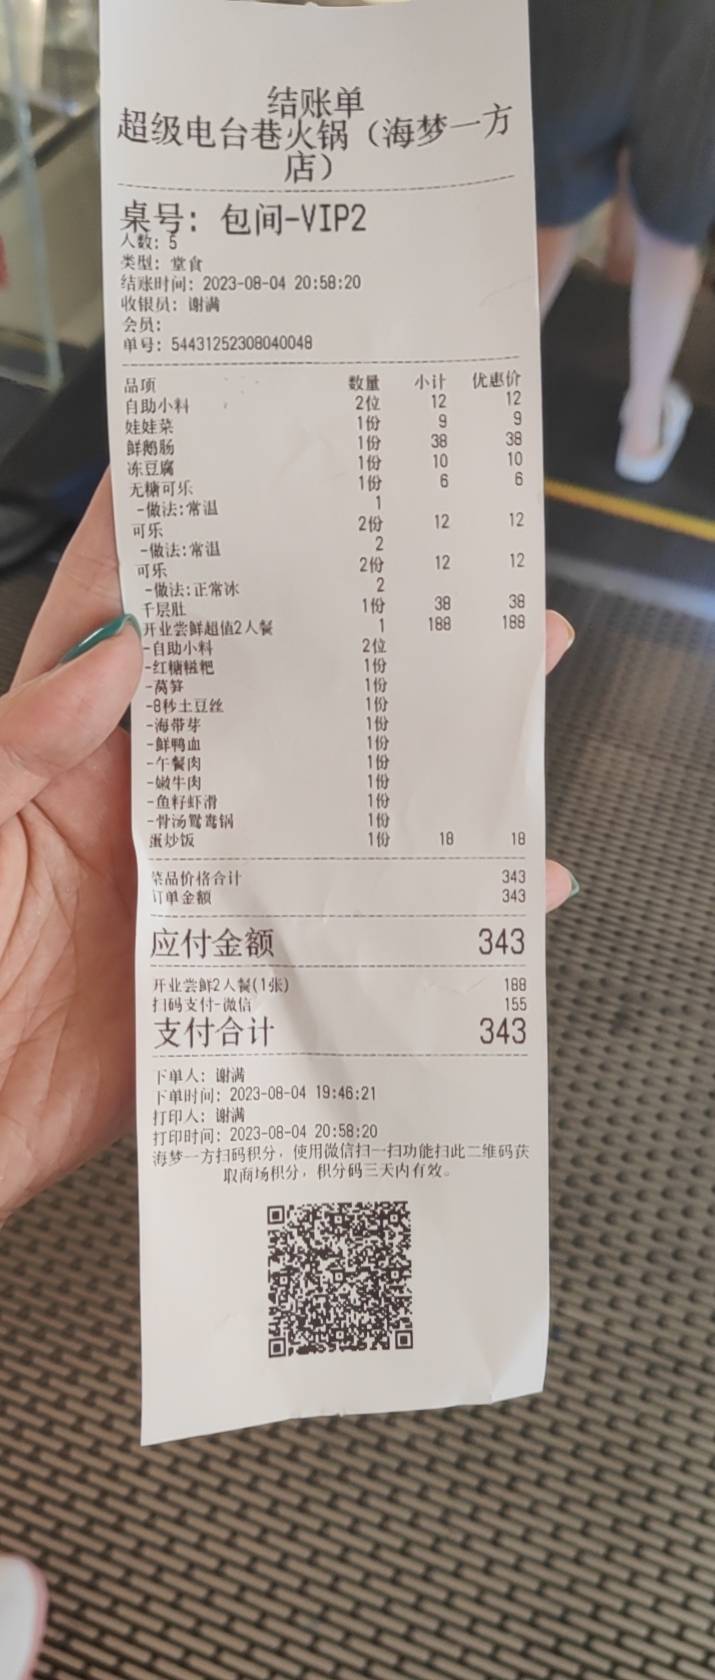 结账单
超级电台巷火锅（海梦一方
店）
桌号: 包间-VIP2
人数: 5
类型: 堂食
结账时间: 2023-08-04 20:58:20
收银员: 谢满
会员:
单号: 54431252308040048
品项 数量 小计 优惠价
自助小料 2位 12 12
娃娃菜 1份 9 9
鲜鹅肠 1份 38 38
冻豆腐 1份 10 10
无糖可乐 1份 6 6
-做法:常温 1
可乐 2份 12 12
-做法:常温 2
可乐 2份 12 12
-做法:正常冰 2
千层肚 1份 38 38
开业尝鲜超值2人餐 1 188 188
-自助小料 2位
-红糖糍粑 1份
-莴笋 1份
-8秒土豆丝 1份
-海带芽 1份
-鲜鸭血 1份
-午餐肉 1份
-嫩牛肉 1份
-鱼籽虾滑 1份
-骨汤鸳鸯锅 1份
蛋炒饭 1份 18 18
菜品价格合计 343
订单金额 343
应付金额 343
开业尝鲜2人餐(1张) 188
扫码支付-微信 155
支付合计 343
下单人: 谢满
下单时间: 2023-08-04 19:46:21
打印人: 谢满
打印时间: 2023-08-04 20:58:20
海梦一方扫码积分，使用微信扫一扫功能扫此二维码获
取商场积分，积分码三天内有效。